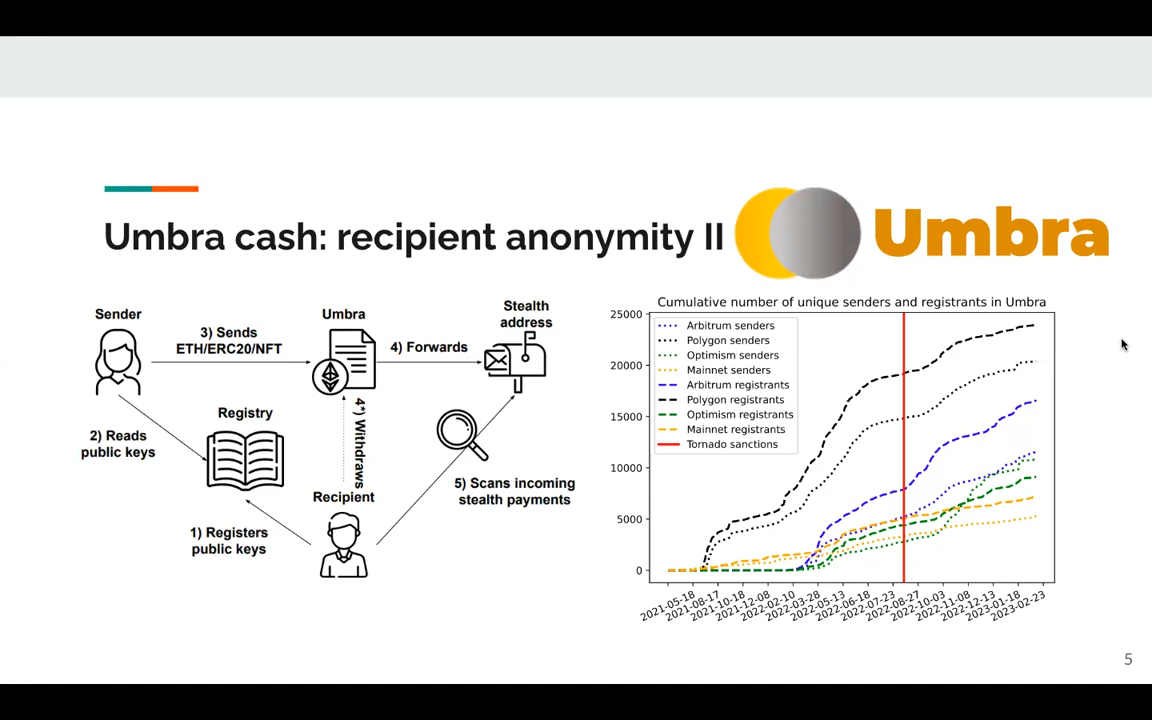 Umbra cash: recipient anonymity II
Umbra
Sender
3) Sends
ETH/ERC20/NFT
Umbra
4) Forwards
Stealth
address
Registry
2) Reads
public keys
4*) Withdraws
Recipient
5) Scans incoming
stealth payments
1) Registers
public keys
Cumulative number of unique senders and registrants in Umbra
25000
20000
15000
10000
5000
0
Arbitrum senders
Polygon senders
Optimism senders
Mainnet senders
Arbitrum registrants
Polygon registrants
Optimism registrants
Mainnet registrants
Tornado sanctions
2021-05-18
2021-08-17
2021-10-18
2021-12-08
2022-02-10
2022-03-28
2022-05-13
2022-06-18
2022-07-23
2022-08-27
2022-10-03
2022-11-08
2022-12-13
2023-01-18
2023-02-23
5